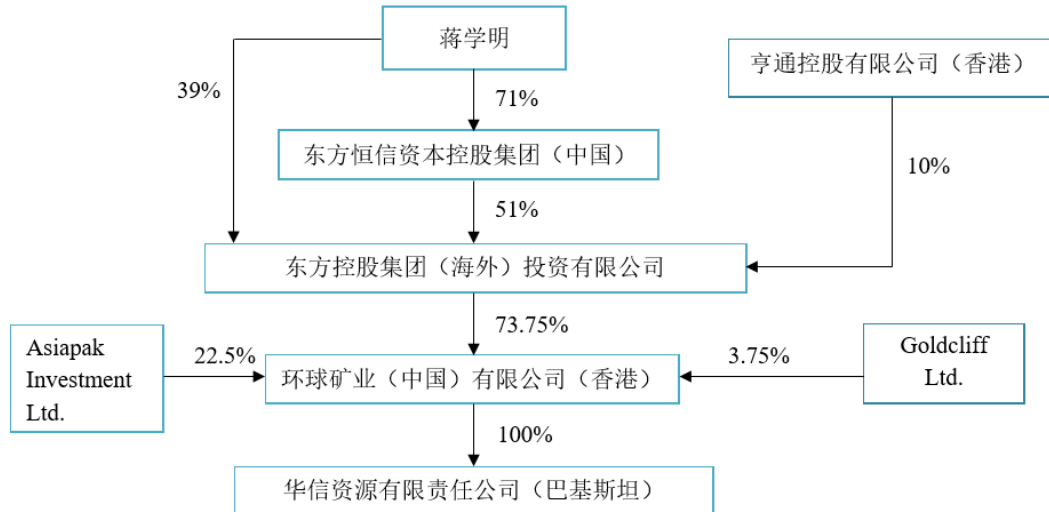 蒋学明
亨通控股有限公司（香港）
39%
71%
东方恒信资本控股集团（中国）
10%
51%
东方控股集团（海外）投资有限公司
73.75%
Asiapak
Investment
Ltd.
22.5%
环球矿业（中国）有限公司（香港）
3.75%
Goldcliff
Ltd.
100%
华信资源有限责任公司（巴基斯坦）